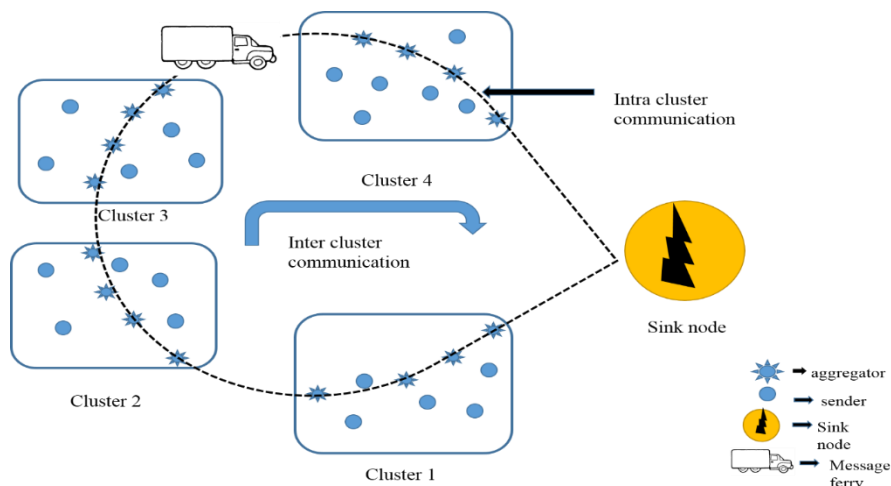 Intra cluster
communication
Cluster 4
Cluster 3
Inter cluster
communication
Sink node
Cluster 2
Cluster 1
aggregator
sender
Sink
node
Message
ferry